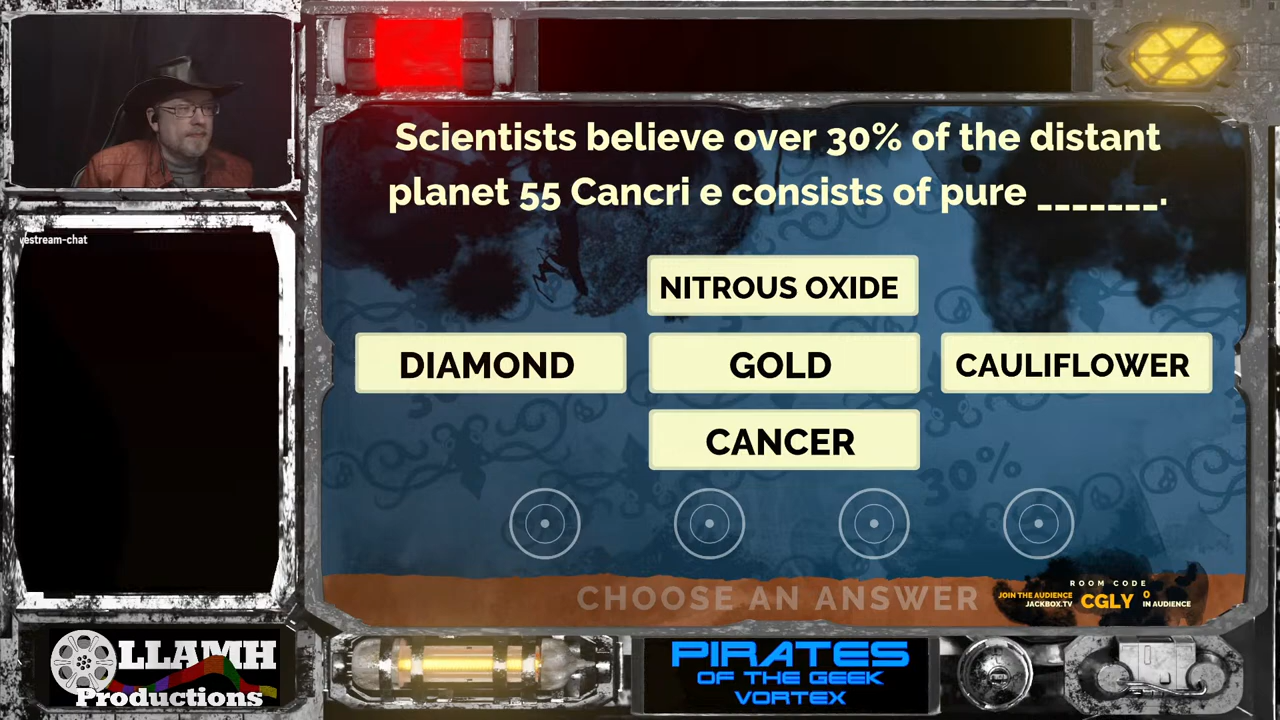 Scientists believe over 30% of the distant
planet 55 Cancri e consists of pure _______.
vestream-chat
NITROUS OXIDE
DIAMOND
GOLD
CAULIFLOWER
CANCER
30%
CHOOSE AN ANSWER
ROOM CODE
JOIN THE AUDIENCE
JACKBOX.TV
CGLY
0
IN AUDIENCE
OLLAMH
Productions
PIRATES
OF THE GEEK
VORTEX